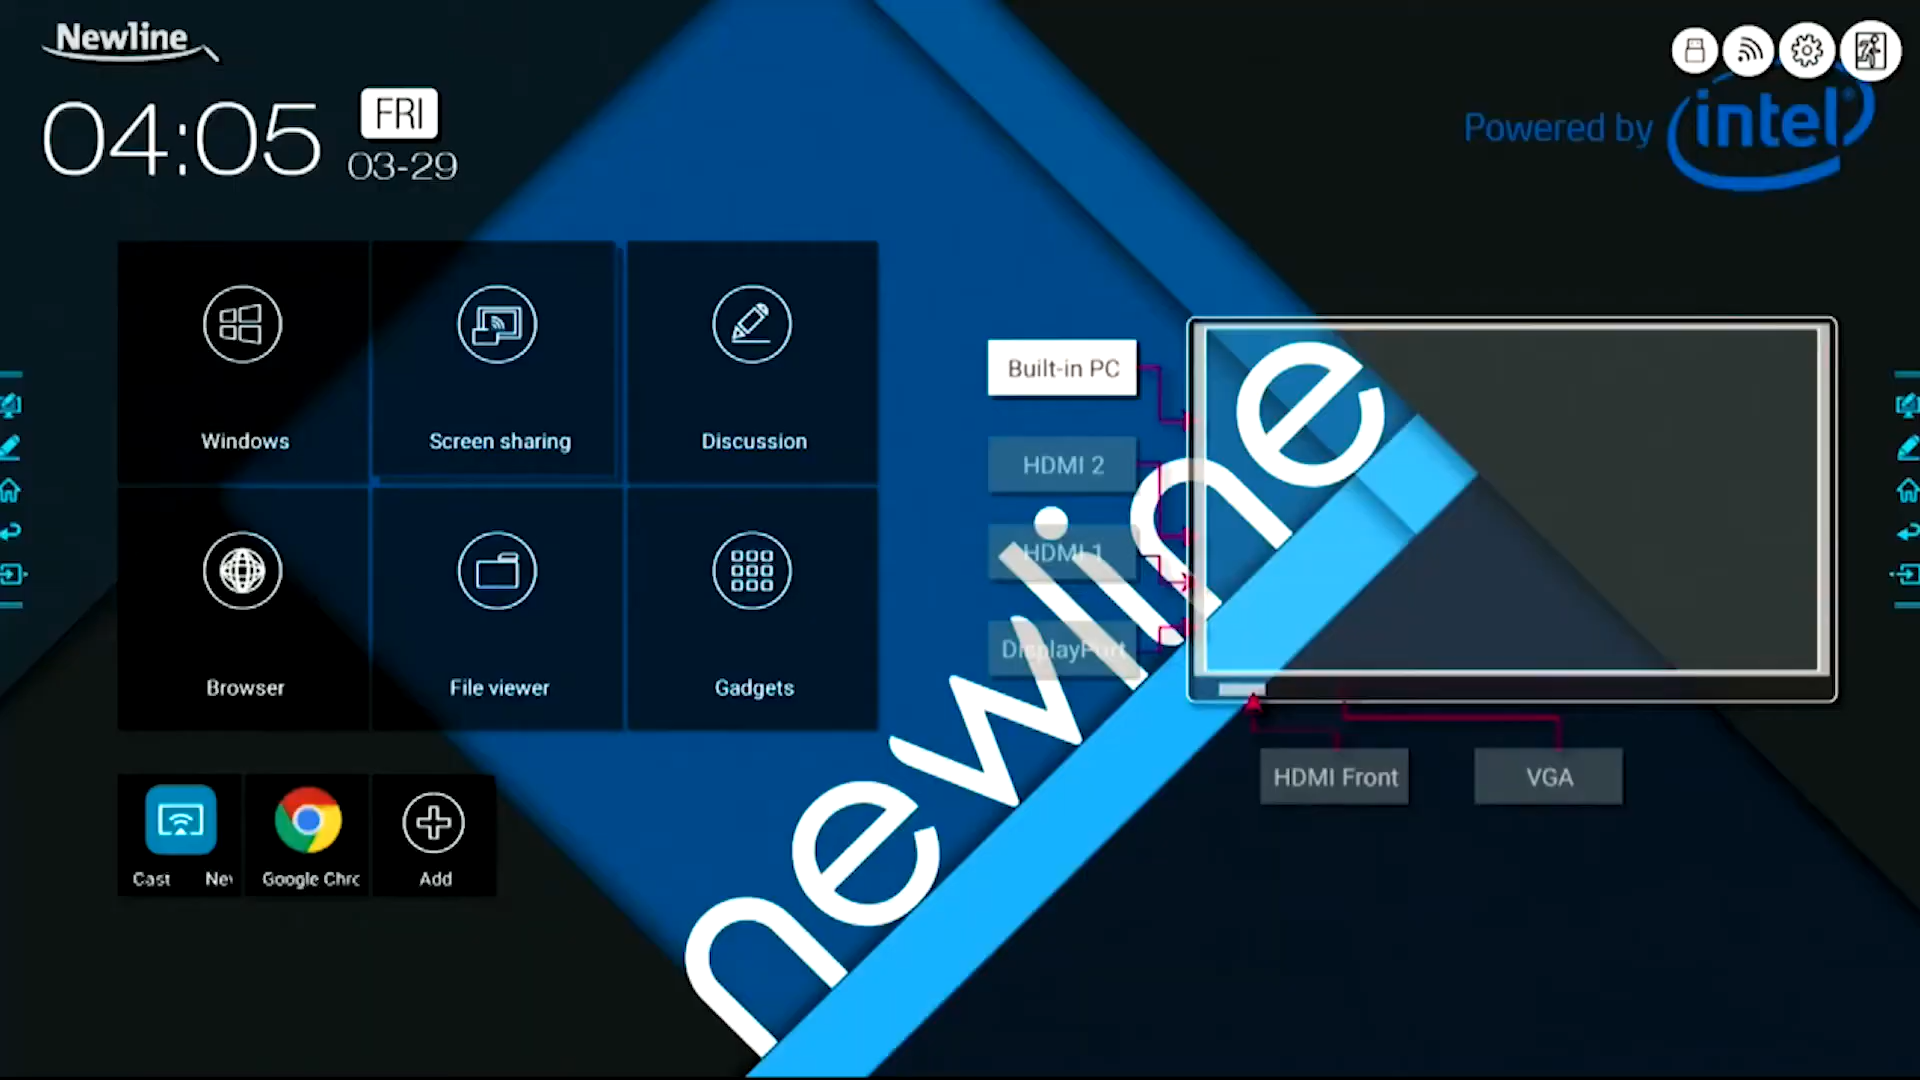 Newline
04:05
FRI
03-29
Powered by intel®
Windows
Screen sharing
Discussion
Browser
File viewer
Gadgets
Cast Nev
Google Chrc
Add
Built-in PC
HDMI 2
HDMI 1
DisplayPort
HDMI Front
VGA
newline